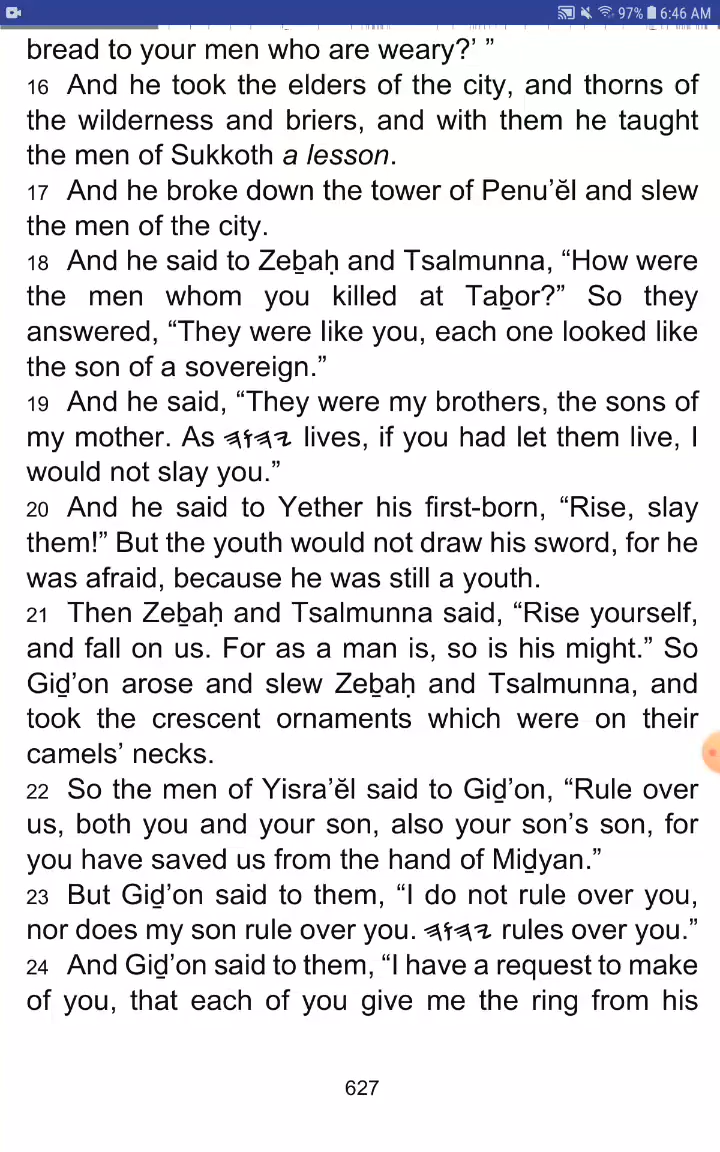 97% 6:46 AM
bread to your men who are weary?’ ”
16 And he took the elders of the city, and thorns of
the wilderness and briers, and with them he taught
the men of Sukkoth a lesson.
17 And he broke down the tower of Penu’ĕl and slew
the men of the city.
18 And he said to Zeḇaḥ and Tsalmunna, “How were
the men whom you killed at Taḇor?” So they
answered, “They were like you, each one looked like
the son of a sovereign.”
19 And he said, “They were my brothers, the sons of
my mother. As 𐤉𐤄𐤅𐤄 lives, if you had let them live, I
would not slay you.”
20 And he said to Yether his first-born, “Rise, slay
them!” But the youth would not draw his sword, for he
was afraid, because he was still a youth.
21 Then Zeḇaḥ and Tsalmunna said, “Rise yourself,
and fall on us. For as a man is, so is his might.” So
Giḏ’on arose and slew Zeḇaḥ and Tsalmunna, and
took the crescent ornaments which were on their
camels’ necks.
22 So the men of Yisra’ĕl said to Giḏ’on, “Rule over
us, both you and your son, also your son’s son, for
you have saved us from the hand of Miḏyan.”
23 But Giḏ’on said to them, “I do not rule over you,
nor does my son rule over you. 𐤉𐤄𐤅𐤄 rules over you.”
24 And Giḏ’on said to them, “I have a request to make
of you, that each of you give me the ring from his
627